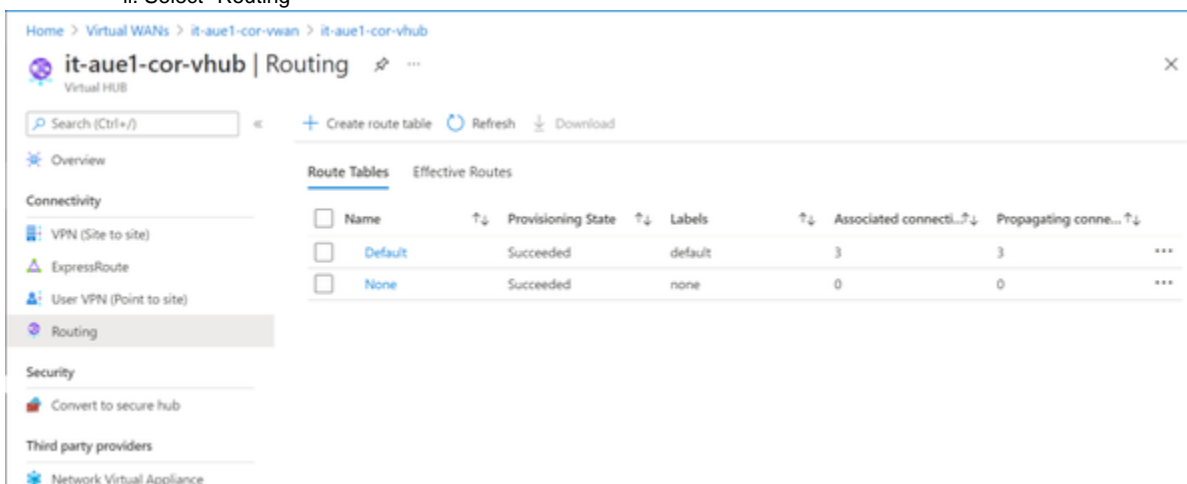 ii. Select "Routing"
Home > Virtual WANs > it-aue1-cor-vwan > it-aue1-cor-vhub
it-aue1-cor-vhub | Routing
Virtual HUB
Search (Ctrl+/)
Create route table Refresh Download
Overview
Route Tables Effective Routes
Connectivity
Name Provisioning State Labels Associated connecti... Propagating conne...
VPN (Site to site)
Default Succeeded default 3 3
ExpressRoute
None Succeeded none 0 0
User VPN (Point to site)
Routing
Security
Convert to secure hub
Third party providers
Network Virtual Appliance